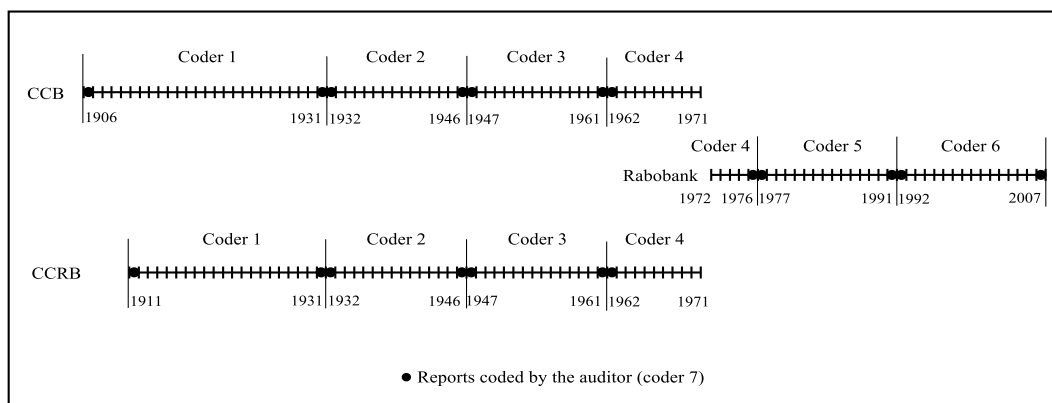 Coder 1 Coder 2 Coder 3 Coder 4
CCB
1906 1931 1932 1946 1947 1961 1962 1971
Coder 4 Coder 5 Coder 6
Rabobank
1972 1976 1977 1991 1992 2007
Coder 1 Coder 2 Coder 3 Coder 4
CCRB
1911 1931 1932 1946 1947 1961 1962 1971
Reports coded by the auditor (coder 7)